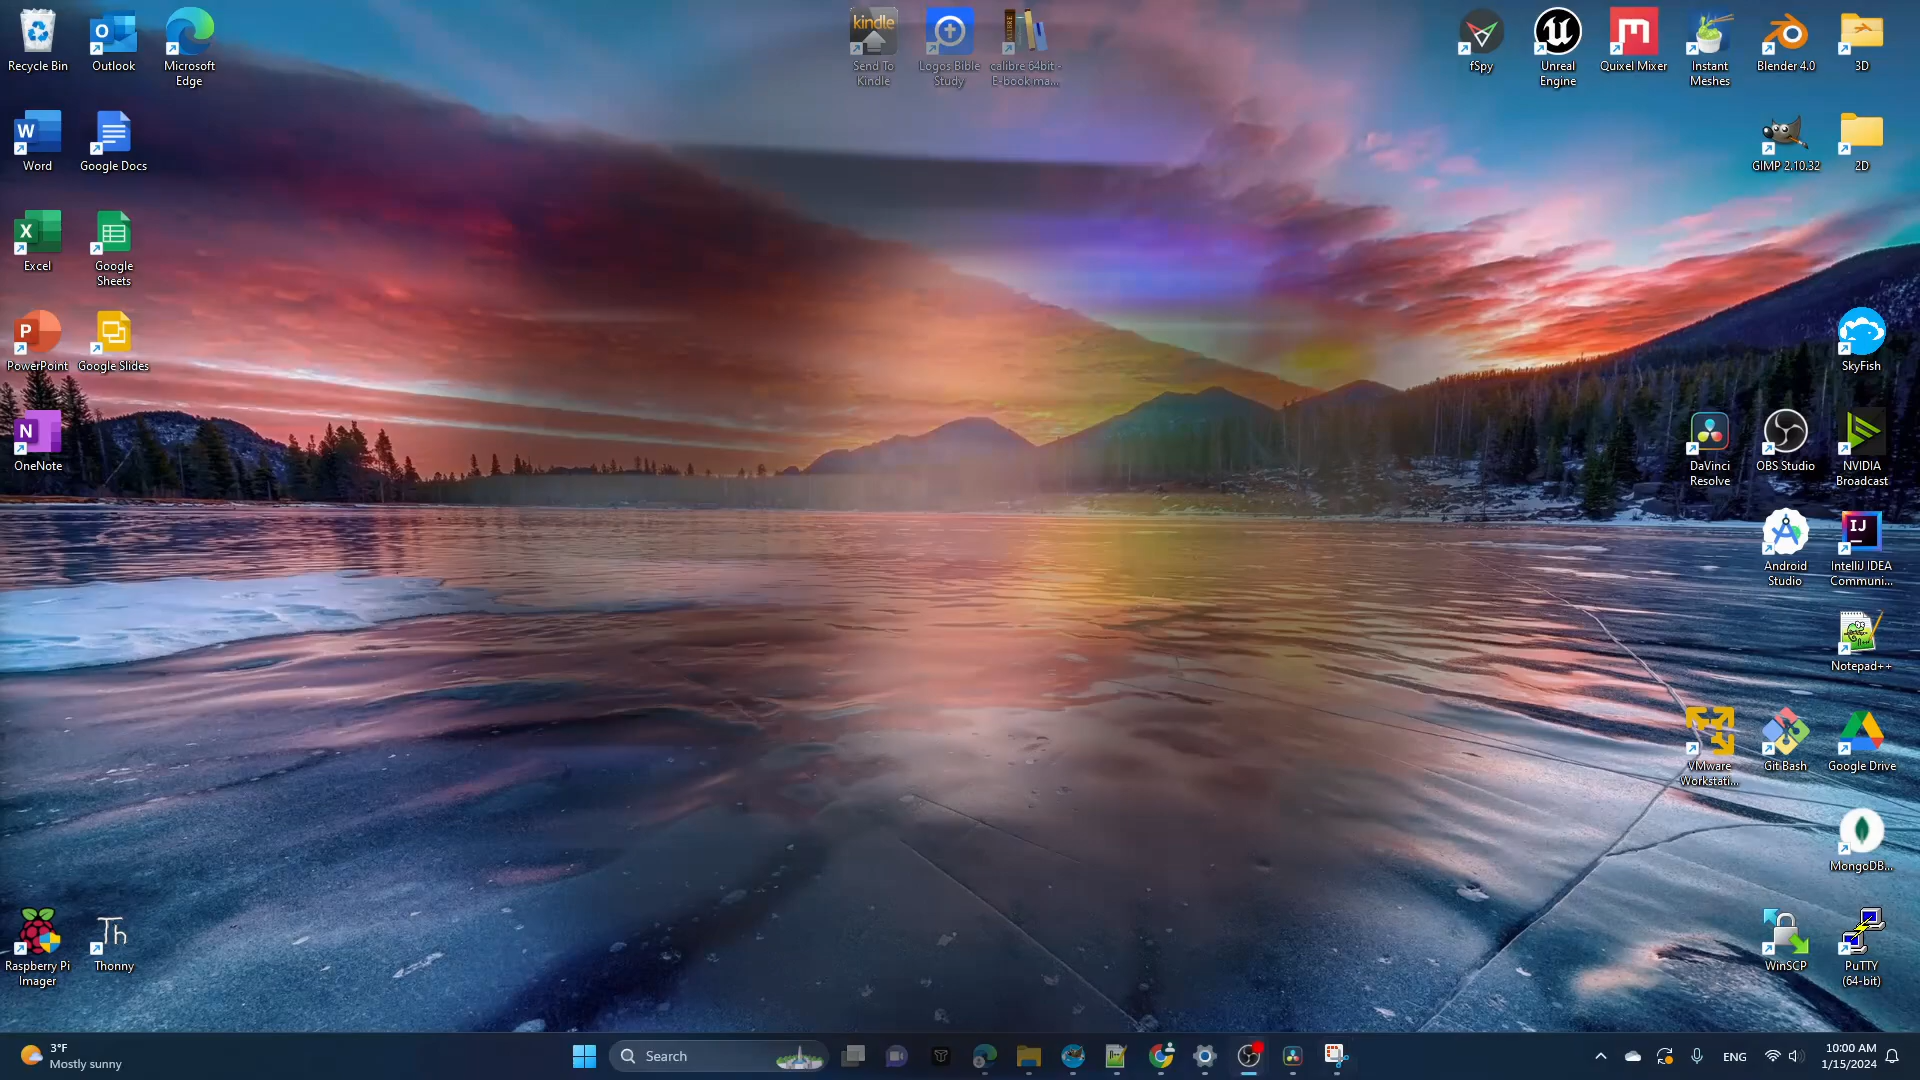 Recycle Bin
Outlook
Microsoft
Edge
kindle
Send To
Kindle
Logos Bible
Study
calibre 64bit -
E-book ma...
fSpy
Unreal
Engine
Quixel Mixer
Instant
Meshes
Blender 4.0
3D
Word
Google Docs
GIMP 2.10.32
2D
Excel
Google
Sheets
PowerPoint
Google Slides
SkyFish
OneNote
DaVinci
Resolve
OBS Studio
NVIDIA
Broadcast
Android
Studio
IntelliJ IDEA
Communi...
Notepad++
VMware
Workstati...
Git Bash
Google Drive
MongoDB...
Raspberry Pi
Imager
Th
Thonny
WinSCP
PuTTY
(64-bit)
3°F
Mostly sunny
Search
ENG
10:00 AM
1/15/2024